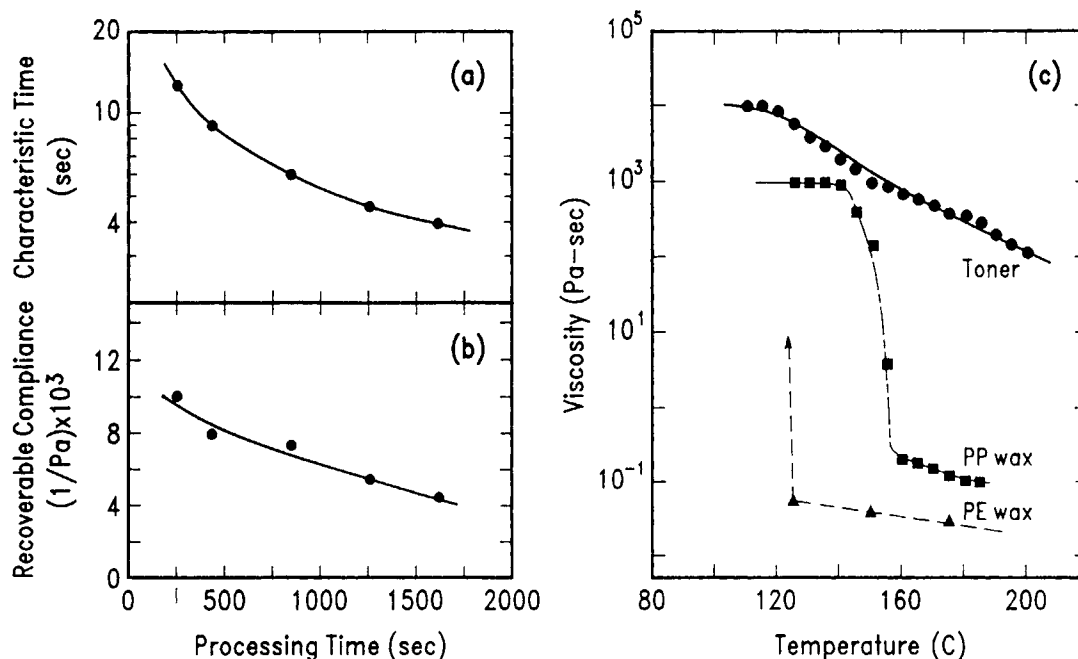 Characteristic Time
(sec)
20
10
4
(a)
Recoverable Compliance
(1/Pa)x10³
12
8
4
0
(b)
0 500 1000 1500 2000
Processing Time (sec)
Viscosity (Pa-sec)
10⁵
10³
10¹
10⁻¹
(c)
Toner
PP wax
PE wax
80 120 160 200
Temperature (C)